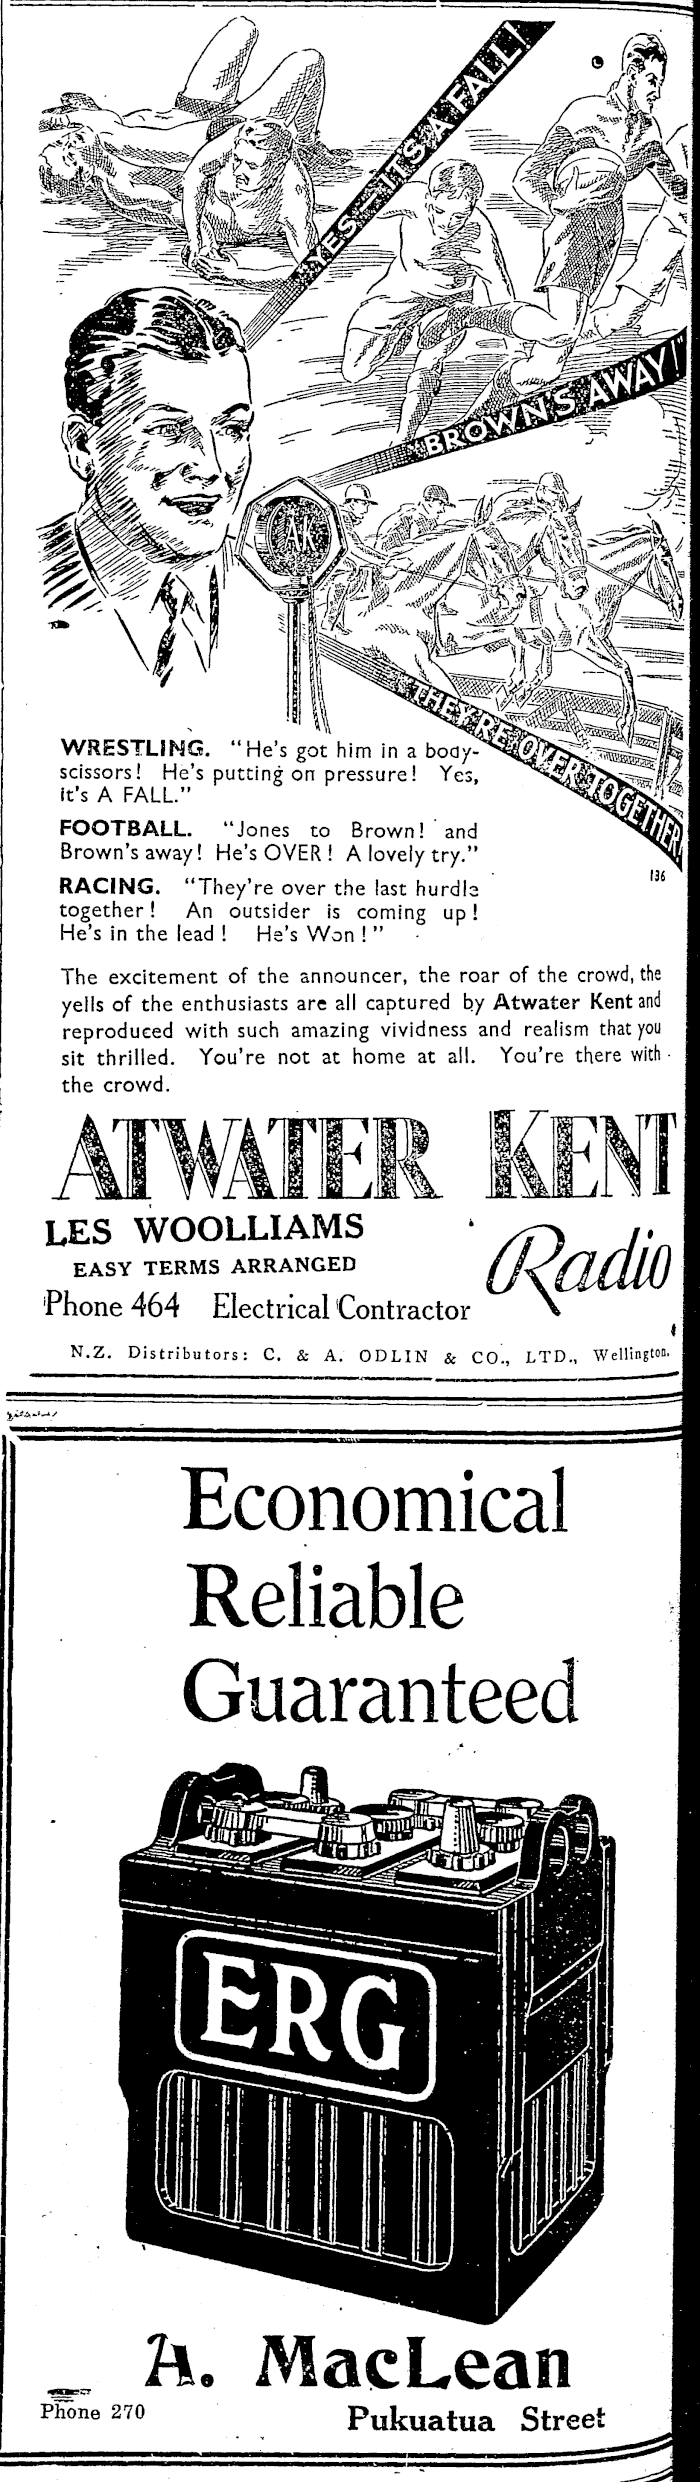 "YES—IT'S A FALL!
BROWN'S AWAY!"
AK
THEY'RE OVER TOGETHER!
WRESTLING. "He's got him in a body-
scissors! He's putting on pressure! Yes,
it's A FALL."
FOOTBALL. "Jones to Brown! and
Brown's away! He's OVER! A lovely try."
136
RACING. "They're over the last hurdle
together! An outsider is coming up!
He's in the lead! He's Won!"
The excitement of the announcer, the roar of the crowd, the
yells of the enthusiasts are all captured by Atwater Kent and
reproduced with such amazing vividness and realism that you
sit thrilled. You're not at home at all. You're there with
the crowd.
ATWATER KENT
LES WOOLLIAMS
Radio
EASY TERMS ARRANGED
Phone 464 Electrical Contractor
N.Z. Distributors: C. & A. ODLIN & CO., LTD., Wellington.
Economical
Reliable
Guaranteed
ERG
A. MacLean
Phone 270
Pukuatua Street